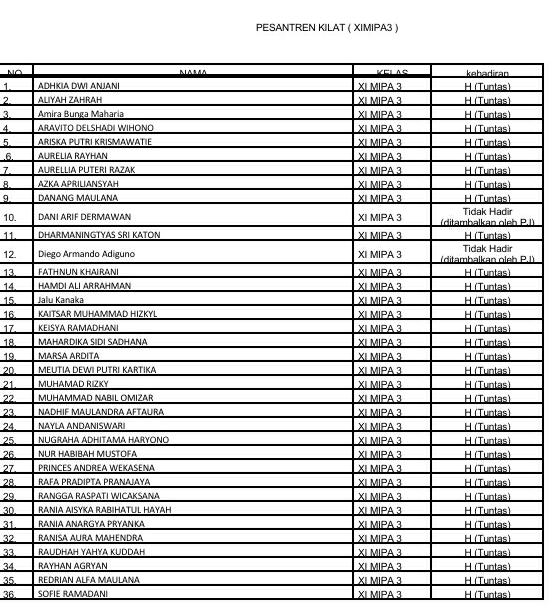 PESANTREN KILAT ( XIMIPA3 )
NO NAMA KELAS kehadiran
1. ADHKIA DWI ANJANI XI MIPA 3 H (Tuntas)
2. ALIYAH ZAHRAH XI MIPA 3 H (Tuntas)
3. Amira Bunga Maharia XI MIPA 3 H (Tuntas)
4. ARAVITO DELSHADI WIHONO XI MIPA 3 H (Tuntas)
5. ARISKA PUTRI KRISMAWATIE XI MIPA 3 H (Tuntas)
.6. AURELIA RAYHAN XI MIPA 3 H (Tuntas)
7. AURELLIA PUTERI RAZAK XI MIPA 3 H (Tuntas)
8. AZKA APRILIANSYAH XI MIPA 3 H (Tuntas)
9. DANANG MAULANA XI MIPA 3 H (Tuntas)
10. DANI ARIF DERMAWAN XI MIPA 3 Tidak Hadir
(ditambalkan oleh PJ)
11. DHARMANINGTYAS SRI KATON XI MIPA 3 H (Tuntas)
12. Diego Armando Adiguno XI MIPA 3 Tidak Hadir
(ditambalkan oleh PJ)
13. FATHNUN KHAIRANI XI MIPA 3 H (Tuntas)
14. HAMDI ALI ARRAHMAN XI MIPA 3 H (Tuntas)
15. Jalu Kanaka XI MIPA 3 H (Tuntas)
16. KAITSAR MUHAMMAD HIZKYL XI MIPA 3 H (Tuntas)
17. KEISYA RAMADHANI XI MIPA 3 H (Tuntas)
18. MAHARDIKA SIDI SADHANA XI MIPA 3 H (Tuntas)
19. MARSA ARDITA XI MIPA 3 H (Tuntas)
20. MEUTIA DEWI PUTRI KARTIKA XI MIPA 3 H (Tuntas)
21. MUHAMAD RIZKY XI MIPA 3 H (Tuntas)
22. MUHAMMAD NABIL OMIZAR XI MIPA 3 H (Tuntas)
23. NADHIF MAULANDRA AFTAURA XI MIPA 3 H (Tuntas)
24. NAYLA ANDANISWARI XI MIPA 3 H (Tuntas)
25. NUGRAHA ADHITAMA HARYONO XI MIPA 3 H (Tuntas)
26. NUR HABIBAH MUSTOFA XI MIPA 3 H (Tuntas)
27. PRINCES ANDREA WEKASENA XI MIPA 3 H (Tuntas)
28. RAFA PRADIPTA PRANAJAYA XI MIPA 3 H (Tuntas)
29. RANGGA RASPATI WICAKSANA XI MIPA 3 H (Tuntas)
30. RANIA AISYKA RABIHATUL HAYAH XI MIPA 3 H (Tuntas)
31. RANIA ANARGYA PRYANKA XI MIPA 3 H (Tuntas)
32. RANISA AURA MAHENDRA XI MIPA 3 H (Tuntas)
33. RAUDHAH YAHYA KUDDAH XI MIPA 3 H (Tuntas)
34. RAYHAN AGRYAN XI MIPA 3 H (Tuntas)
35. REDRIAN ALFA MAULANA XI MIPA 3 H (Tuntas)
36. SOFIE RAMADANI XI MIPA 3 H (Tuntas)